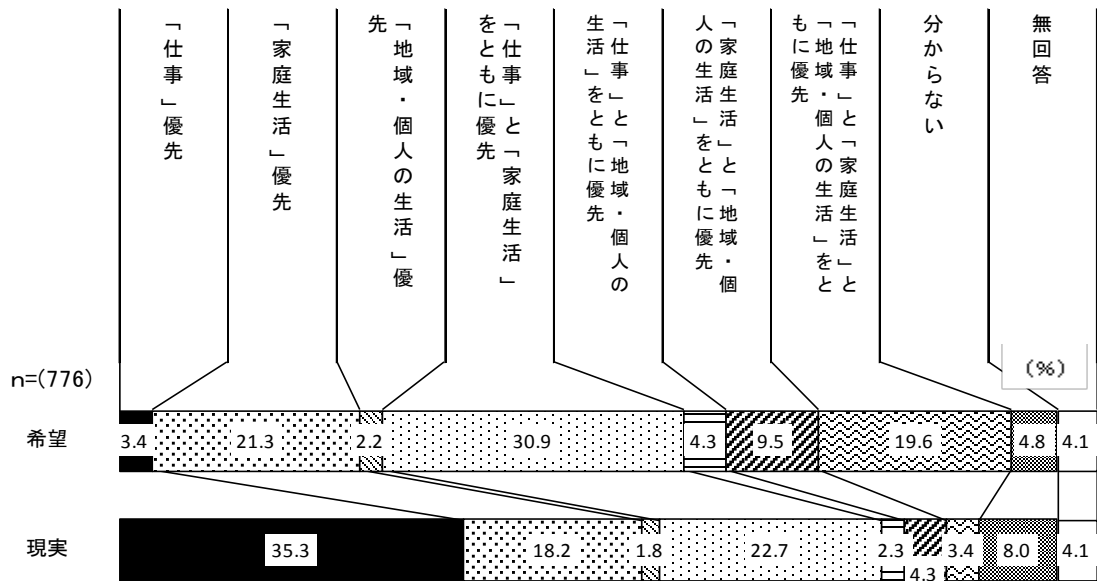 「仕事」優先
「家庭生活」優先
「地域・個人の生活」優
先
「仕事」と「家庭生活」
をともに優先
「仕事」と「地域・個人の
生活」をともに優先
「家庭生活」と「地域・個
人の生活」をともに優先
「仕事」と「家庭生活」と
「地域・個人の生活」をと
もに優先
分からない
無回答
n=(776)
(%)
希望
3.4
21.3
2.2
30.9
4.3
9.5
19.6
4.8
4.1
現実
35.3
18.2
1.8
22.7
2.3
4.3
3.4
8.0
4.1